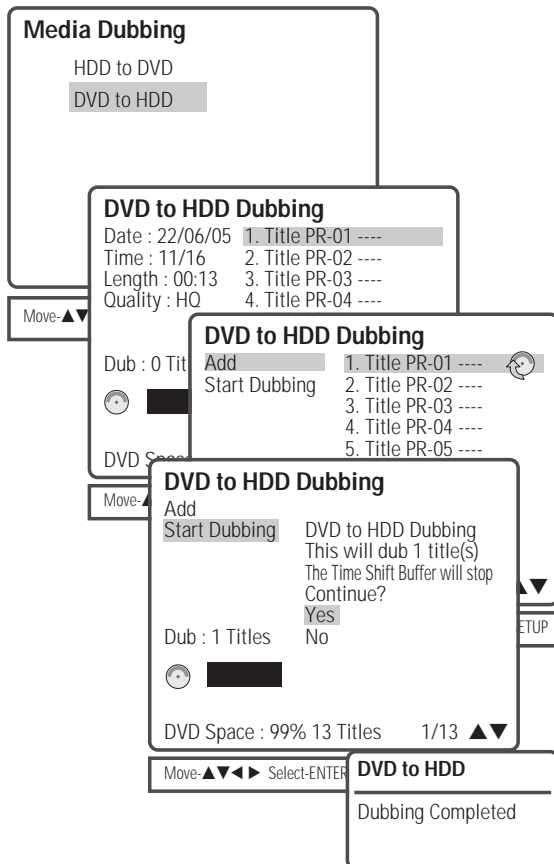 Media Dubbing
HDD to DVD
DVD to HDD
Move-▲▼
DVD to HDD Dubbing
Date : 22/06/05 1. Title PR-01 ----
Time : 11/16 2. Title PR-02 ----
Length : 00:13 3. Title PR-03 ----
Quality : HQ 4. Title PR-04 ----
Dub : 0
DVD
Move-
DVD to HDD Dubbing
Add 1. Title PR-01 ----
Start Dubbing 2. Title PR-02 ----
3. Title PR-03 ----
4. Title PR-04 ----
5. Title PR-05 ----
▲▼
DVD to HDD Dubbing
Add
Start Dubbing DVD to HDD Dubbing
This will dub 1 title(s)
The Time Shift Buffer will stop
Continue?
Yes
Dub : 1 Titles No
DVD Space : 99% 13 Titles 1/13 ▲▼
Move-▲▼◄ ► Select-ENTER
DVD to HDD
Dubbing Completed